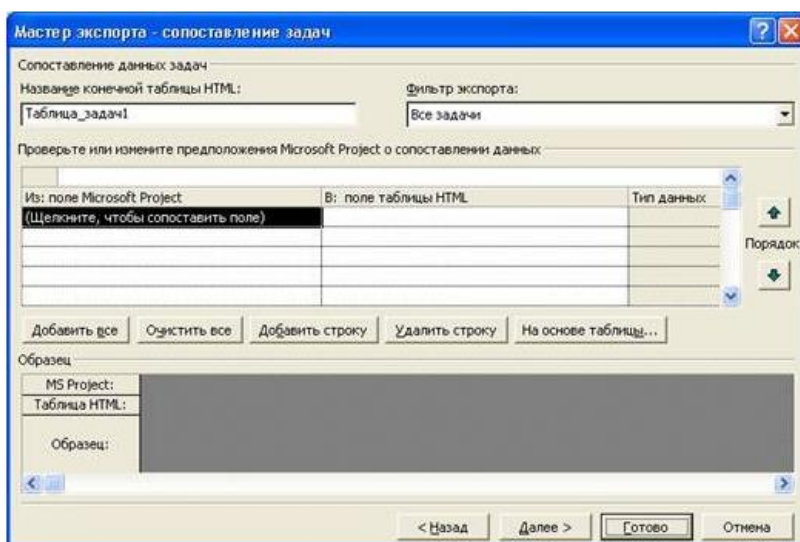 Мастер экспорта - сопоставление задач
Сопоставление данных задач
Название конечной таблицы HTML:
Фильтр экспорта:
Таблица_задач1
Все задачи
Проверьте или измените предположения Microsoft Project о сопоставлении данных
Из: поле Microsoft Project
В: поле таблицы HTML
Тип данных
(Щелкните, чтобы сопоставить поле)
Порядок
Добавить все
Очистить все
Добавить строку
Удалить строку
На основе таблицы...
Образец
MS Project:
Таблица HTML:
Образец:
< Назад
Далее >
Готово
Отмена